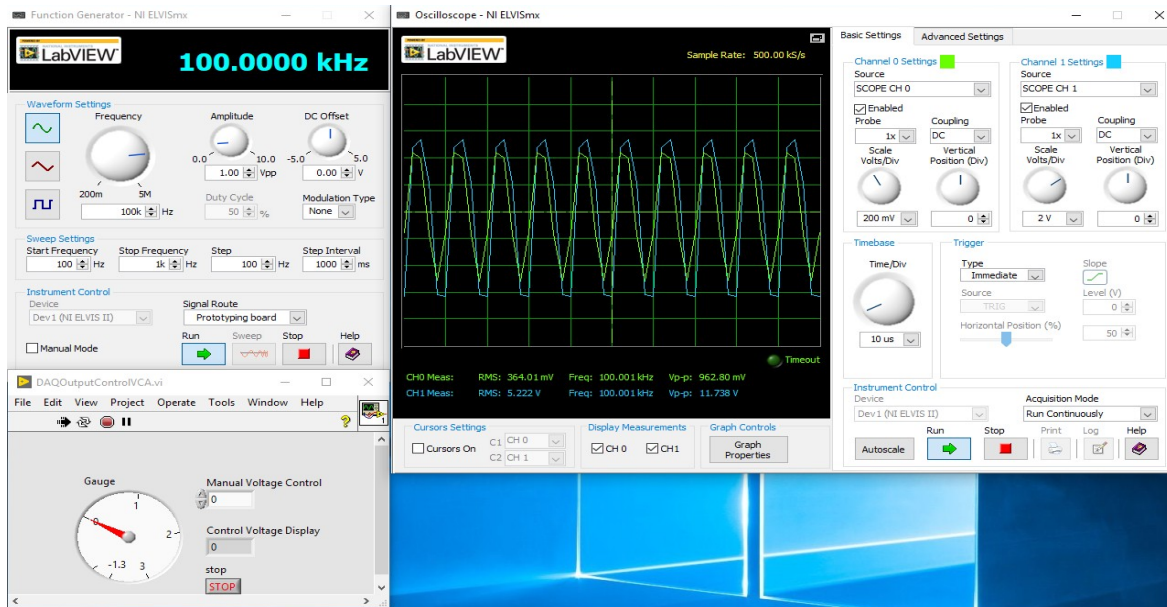 Function Generator - NI ELVISmx
LabVIEW
100.0000 kHz
Waveform Settings
Frequency
200m 5M
100k Hz
Amplitude
0.0 10.0
1.00 Vpp
DC Offset
-5.0 5.0
0.00 V
Duty Cycle
50 %
Modulation Type
None
Sweep Settings
Start Frequency Stop Frequency Step Step Interval
100 Hz 1k Hz 100 Hz 1000 ms
Instrument Control
Device
Dev1 (NI ELVIS II)
Signal Route
Prototyping board
Run Sweep Stop Help
Manual Mode
DAQOutputControlVCA.vi
File Edit View Project Operate Tools Window Help
Gauge
0 1 2 3 -1.3
Manual Voltage Control
0
Control Voltage Display
0
stop
STOP
Oscilloscope - NI ELVISmx
LabVIEW
Sample Rate: 500.00 kS/s
Timeout
CH0 Meas: RMS: 364.01 mV Freq: 100.001 kHz Vp-p: 962.80 mV
CH1 Meas: RMS: 5.222 V Freq: 100.001 kHz Vp-p: 11.738 V
Cursors Settings
Cursors On
C1 CH 0
C2 CH 1
Display Measurements
CH 0 CH1
Graph Controls
Graph
Properties
Basic Settings Advanced Settings
Channel 0 Settings
Source
SCOPE CH 0
Enabled
Probe Coupling
1x DC
Scale Vertical
Volts/Div Position (Div)
200 mV 0
Channel 1 Settings
Source
SCOPE CH 1
Enabled
Probe Coupling
1x DC
Scale Vertical
Volts/Div Position (Div)
2 V 0
Timebase
Time/Div
10 us
Trigger
Type
Immediate
Slope
Source
TRIG
Level (V)
0
Horizontal Position (%)
50
Instrument Control
Device
Dev1 (NI ELVIS II)
Acquisition Mode
Run Continuously
Run Stop Print Log Help
Autoscale